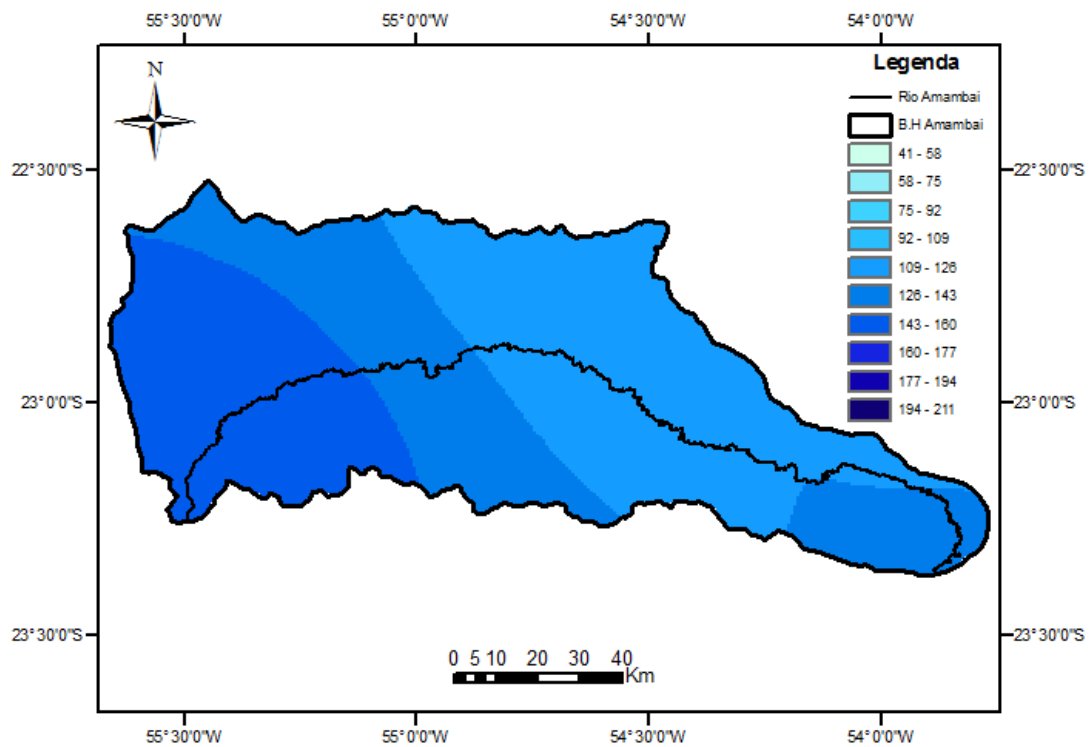 55°30'0"W 55°0'0"W 54°30'0"W 54°0'0"W
N
Legenda
Rio Amambai
B.H Amambai
22°30'0"S 22°30'0"S
41 - 58
58 - 75
75 - 92
92 - 109
109 - 126
126 - 143
143 - 160
160 - 177
177 - 194
23°0'0"S 23°0'0"S
194 - 211
23°30'0"S 23°30'0"S
0 5 10 20 30 40
Km
55°30'0"W 55°0'0"W 54°30'0"W 54°0'0"W